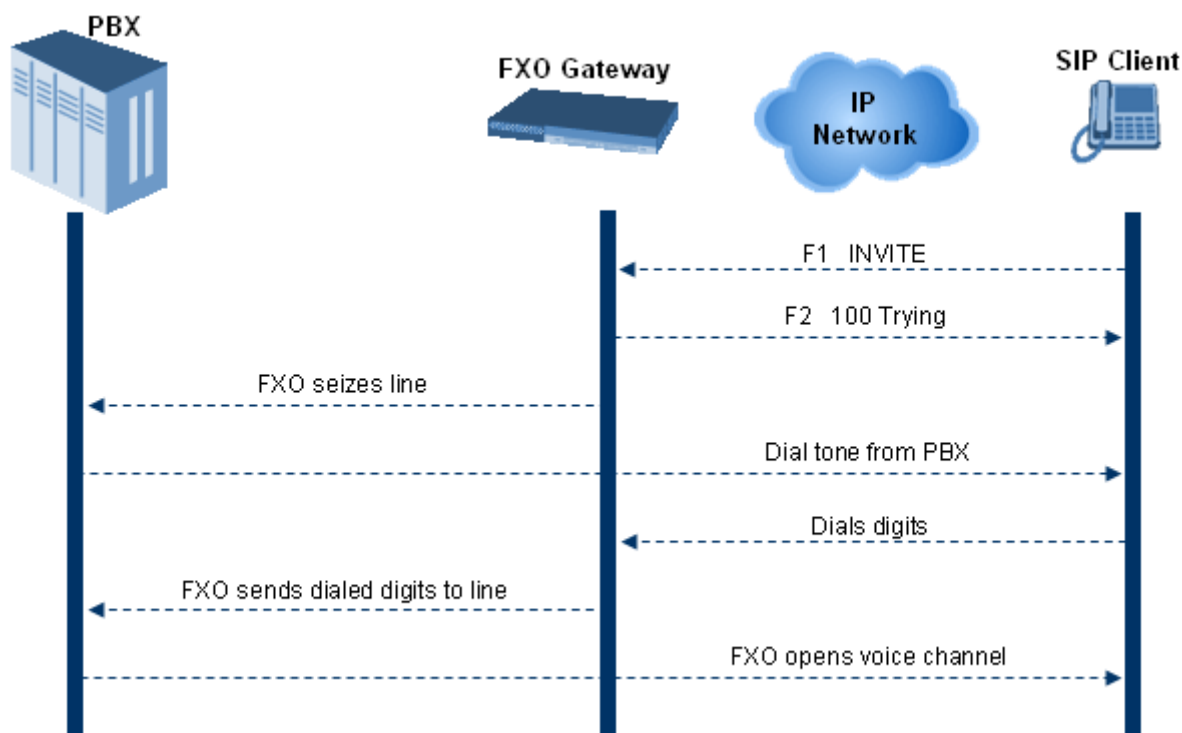 PBX
FXO Gateway
IP
Network
SIP Client
F1 INVITE
F2 100 Trying
FXO seizes line
Dial tone from PBX
Dials digits
FXO sends dialed digits to line
FXO opens voice channel